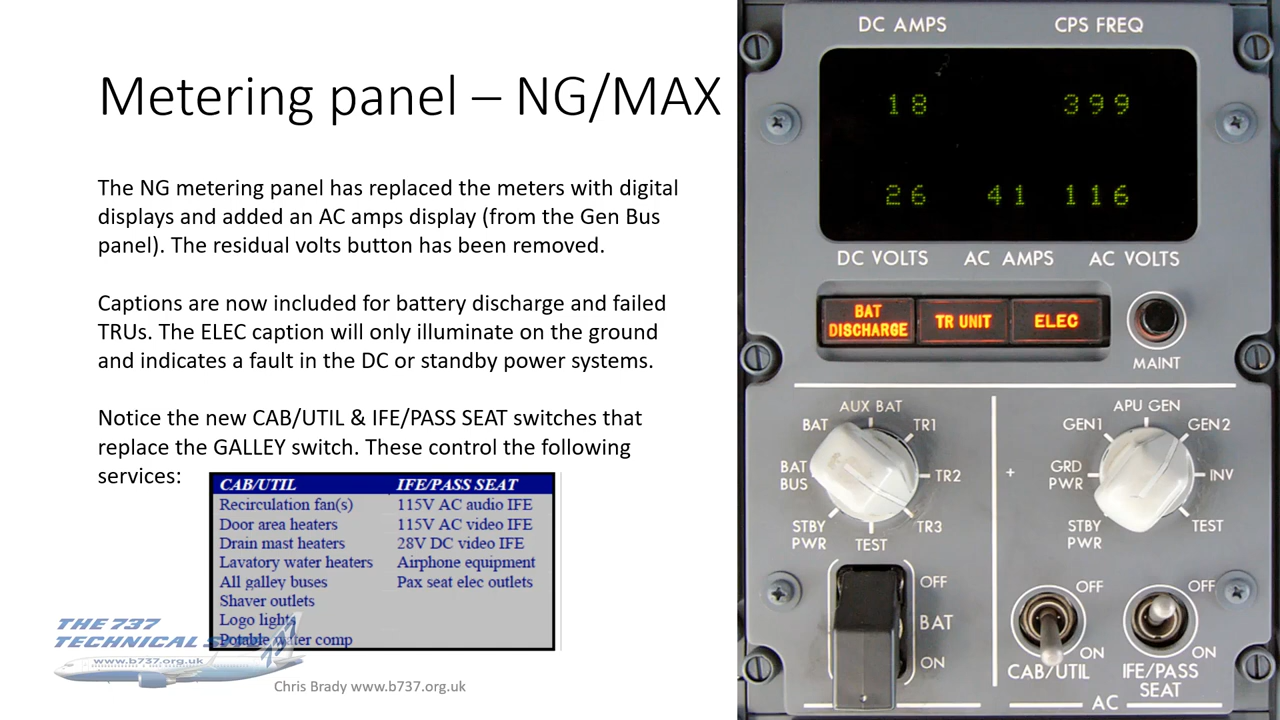 Metering panel – NG/MAX
The NG metering panel has replaced the meters with digital
displays and added an AC amps display (from the Gen Bus
panel). The residual volts button has been removed.
Captions are now included for battery discharge and failed
TRUs. The ELEC caption will only illuminate on the ground
and indicates a fault in the DC or standby power systems.
Notice the new CAB/UTIL & IFE/PASS SEAT switches that
replace the GALLEY switch. These control the following
services:
CAB/UTIL IFE/PASS SEAT
Recirculation fan(s) 115V AC audio IFE
Door area heaters 115V AC video IFE
Drain mast heaters 28V DC video IFE
Lavatory water heaters Airphone equipment
All galley buses Pax seat elec outlets
Shaver outlets
Logo lights
Potable water comp
THE 737
TECHNICAL SITE
www.b737.org.uk
Chris Brady www.b737.org.uk
DC AMPS CPS FREQ
18 399
26 41 116
DC VOLTS AC AMPS AC VOLTS
BAT
DISCHARGE
TR UNIT
ELEC
MAINT
AUX BAT
BAT TR1
BAT
BUS
TR2
STBY
PWR
TR3
TEST
APU GEN
GEN1 GEN2
+
GRD
PWR
INV
STBY
PWR
TEST
OFF
BAT
ON
OFF
ON
CAB/UTIL
OFF
ON
IFE/PASS
SEAT
AC